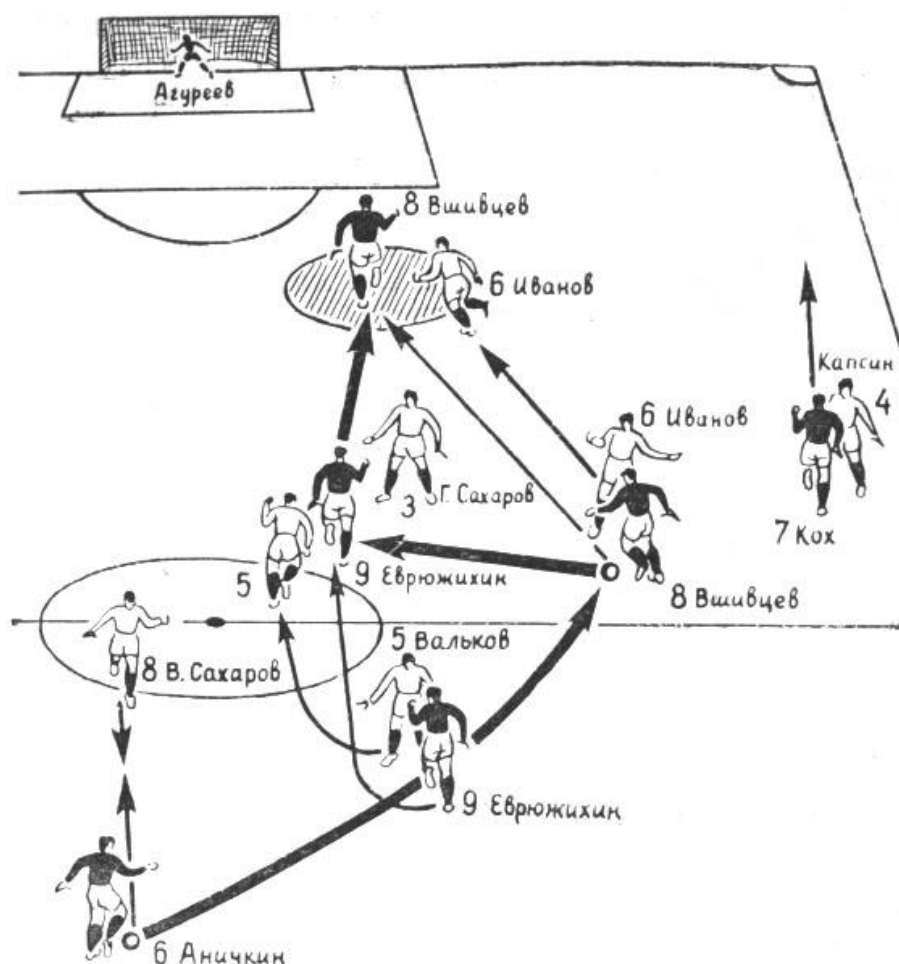 Агуреев
8 Вшивцев
6 Иванов
Капсин
4
6 Иванов
3 Г. Сахаров
7 Кох
5
9 Еврюжихин
8 Вшивцев
5 Вальков
8 В. Сахаров
9 Еврюжихин
6 Аничкин